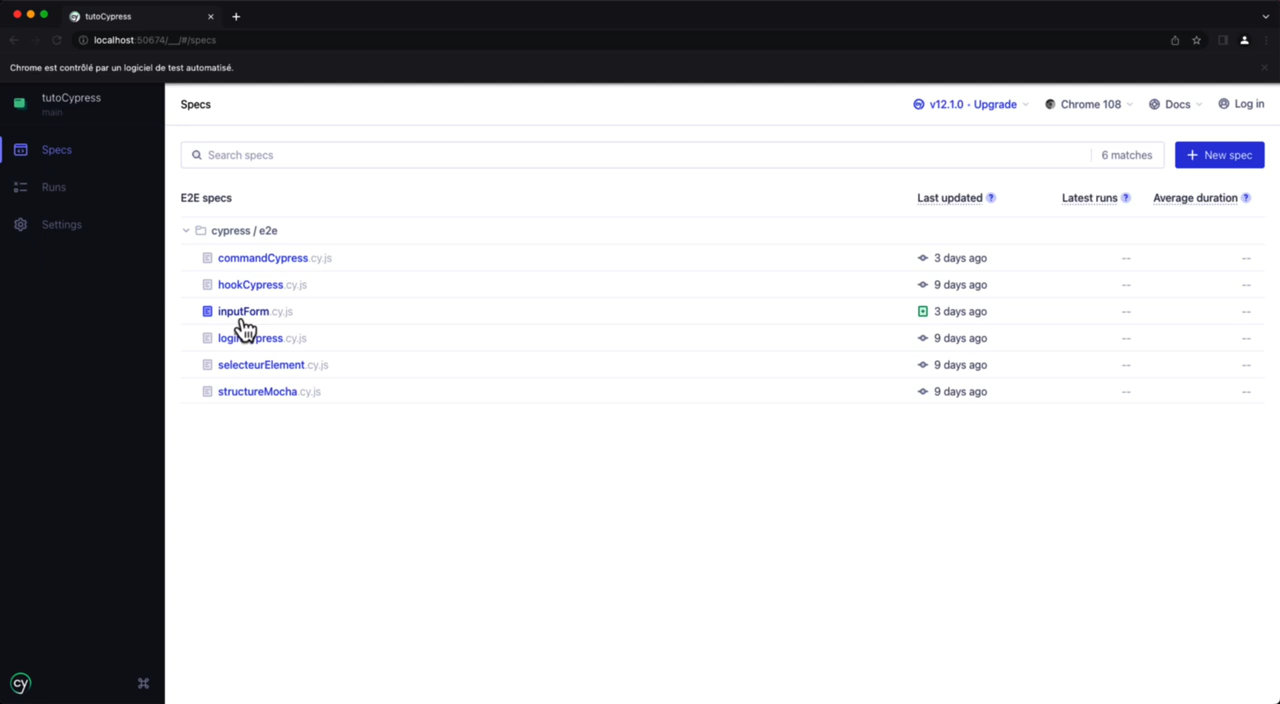 tutoCypress
localhost:50674/__/#/specs
Chrome est contrôlé par un logiciel de test automatisé.
tutoCypress
main
Specs
Runs
Settings
cy
Specs
v12.1.0 • Upgrade
Chrome 108
Docs
Log in
Search specs
6 matches
+ New spec
E2E specs
Last updated ?
Latest runs ?
Average duration ?
cypress / e2e
commandCypress.cy.js
3 days ago
--
--
hookCypress.cy.js
9 days ago
--
--
inputForm.cy.js
3 days ago
--
--
.cy.js
9 days ago
--
--
selecteurElement.cy.js
9 days ago
--
--
structureMocha.cy.js
9 days ago
--
--